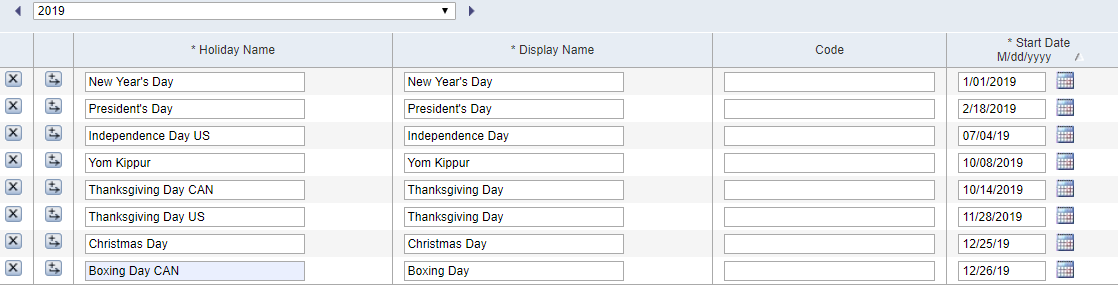 2019
* Holiday Name * Display Name Code * Start Date
M/dd/yyyy
New Year's Day New Year's Day 1/01/2019
President's Day President's Day 2/18/2019
Independence Day US Independence Day 07/04/19
Yom Kippur Yom Kippur 10/08/2019
Thanksgiving Day CAN Thanksgiving Day 10/14/2019
Thanksgiving Day US Thanksgiving Day 11/28/2019
Christmas Day Christmas Day 12/25/19
Boxing Day CAN Boxing Day 12/26/19